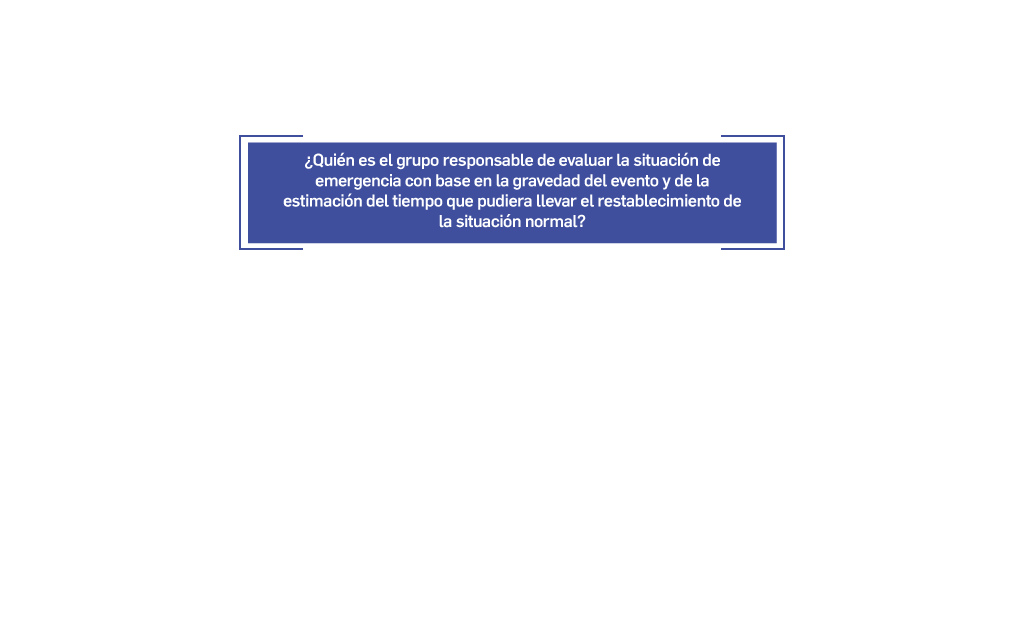 ¿Quién es el grupo responsable de evaluar la situación de
emergencia con base en la gravedad del evento y de la
estimación del tiempo que pudiera llevar el restablecimiento de
la situación normal?